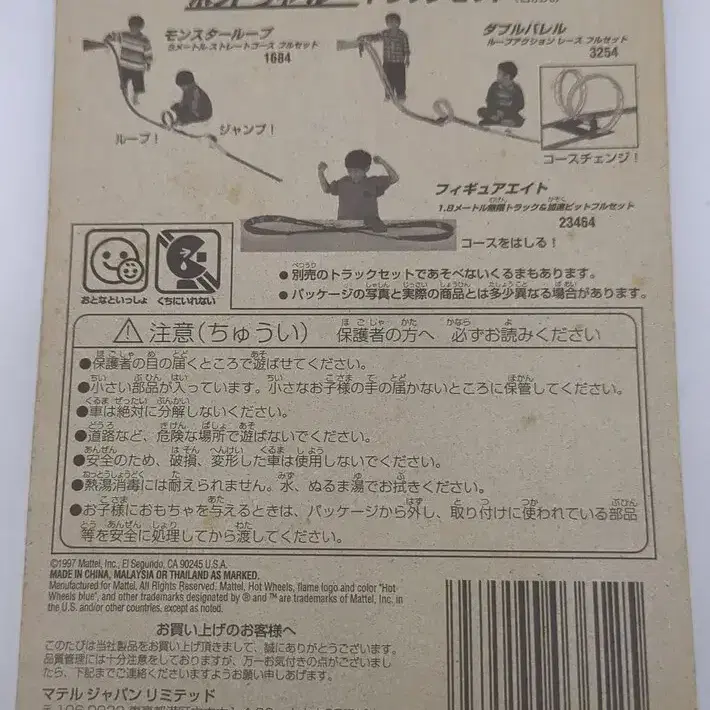 モンスターループ
5メートル ストレートコース フルセット
1684
ループ！
ジャンプ！
ダブルバレル
ループアクション レース フルセット
3254
コースチェンジ！
フィギュアエイト
1.8メートル無限トラック&加速ピットフルセット
23464
コースをはしる！
おとなといっしょ
くちにいれない
●別売のトラックセットであそべないくるまもあります。
●パッケージの写真と実際の商品とは多少異なる場合があります。
注意(ちゅうい) 保護者の方へ 必ずお読みください
●保護者の目の届くところで遊ばせてください。
●小さい部品が入っています。小さなお子様の手の届かないところに保管してください。
●車は絶対に分解しないください。
●道路など、危険な場所で遊ばないでください。
●安全のため、破損、変形した車は使用しないでください。
●熱湯消毒には耐えられません。水、ぬるま湯でお拭きください。
●お子様におもちゃを与えるときは、パッケージから外し、取り付けに使われている部品
等を安全に処理してから渡してください。
©1997 Mattel, Inc., El Segundo, CA 90245 U.S.A.
MADE IN CHINA, MALAYSIA OR THAILAND AS MARKED.
Manufactured for Mattel. All Rights Reserved. Mattel, Hot Wheels, flame logo and color "Hot
Wheels blue", and other trademarks designated by ® and ™ are trademarks of Mattel, Inc. in
the U.S. and/or other countries, except as noted.
お買い上げのお客様へ
このたびは当社製品をお買い上げ頂きまして、誠にありがとうございます。
品質管理には十分注意をしておりますが、万一お気付きの点がございまし
たら、下記までご連絡くださいますようお願い申しあげます。
マテル ジャパン リミテッド